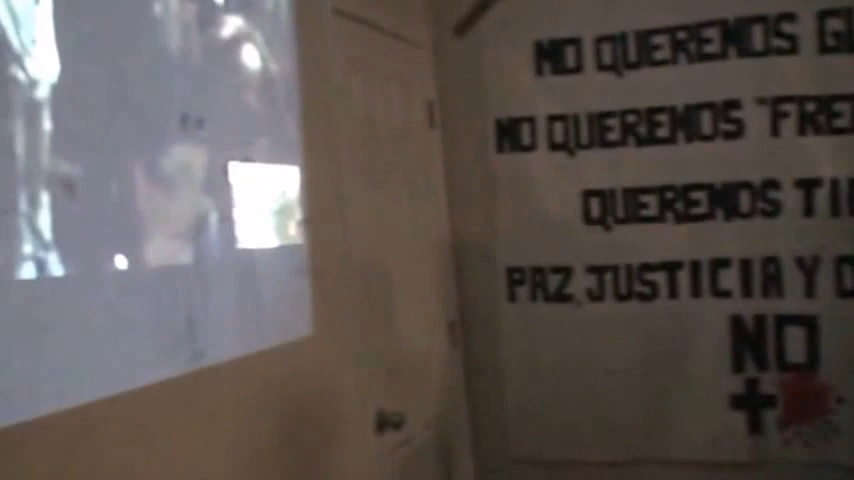 NO QUEREMOS
NO QUEREMOS
QUEREMOS
PAZ, JUSTICIA Y
NO
+